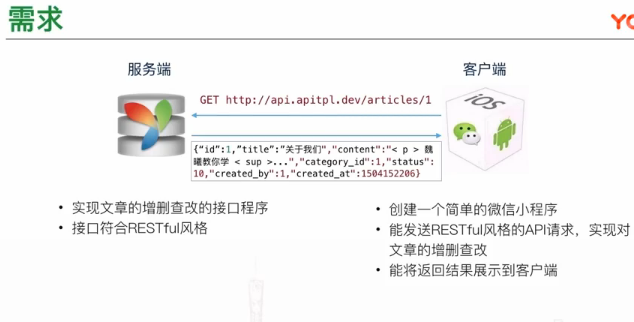 需求
服务端
客户端
GET http://api.apitpl.dev/articles/1
iOS
{"id":1,"title":"关于我们","content":"< p > 魏
曦教你学 < sup >...","category_id":1,"status":
10,"created_by":1,"created_at":1504152206}
• 实现文章的增删查改的接口程序
• 接口符合RESTful风格
• 创建一个简单的微信小程序
• 能发送RESTful风格的API请求，实现对
文章的增删查改
• 能将返回结果展示到客户端